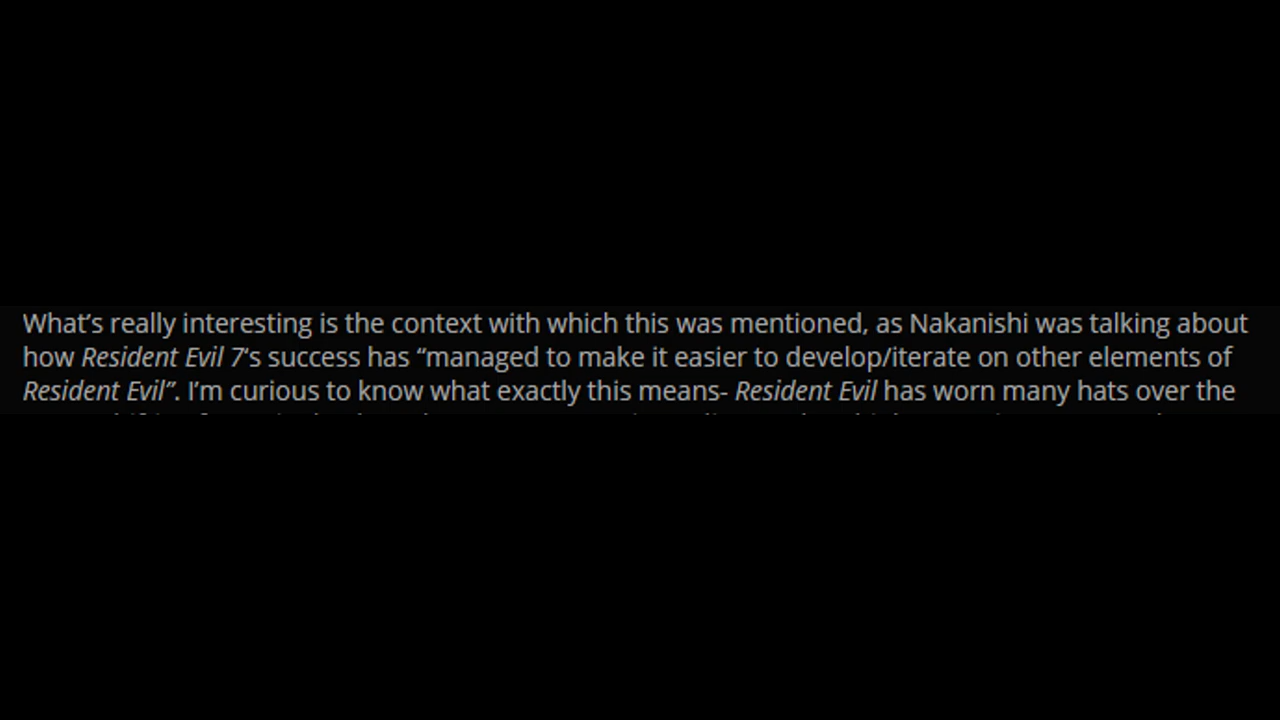 What’s really interesting is the context with which this was mentioned, as Nakanishi was talking about
how Resident Evil 7’s success has “managed to make it easier to develop/iterate on other elements of
Resident Evil”. I’m curious to know what exactly this means- Resident Evil has worn many hats over the